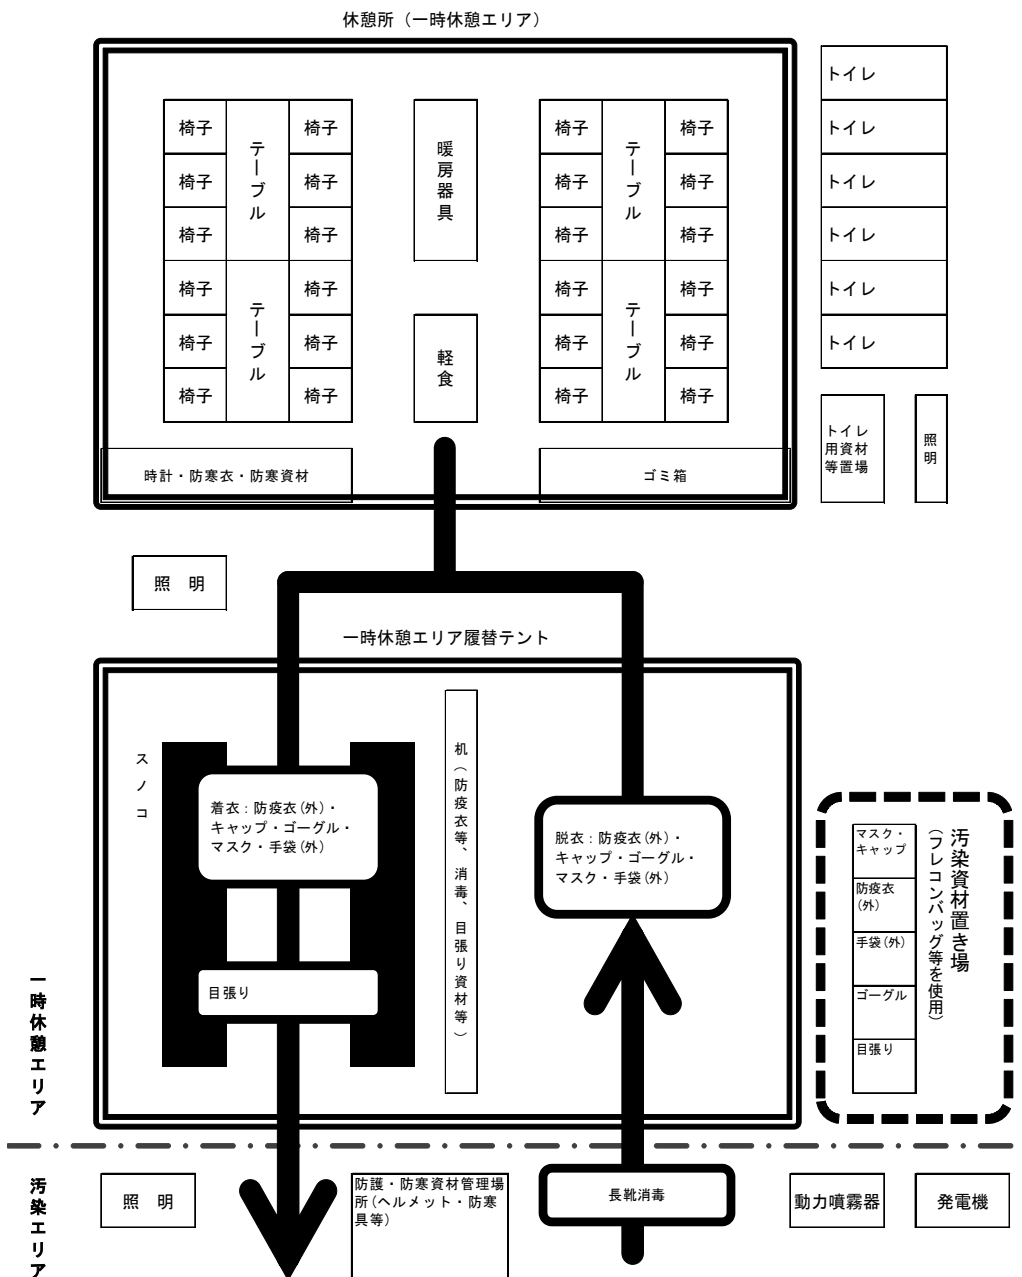 休憩所（一時休憩エリア）
椅子
椅子
椅子
椅子
椅子
椅子
テーブル
テーブル
椅子
椅子
椅子
椅子
椅子
椅子
暖房器具
軽食
椅子
椅子
椅子
椅子
椅子
椅子
テーブル
テーブル
椅子
椅子
椅子
椅子
椅子
椅子
時計・防寒衣・防寒資材
ゴミ箱
トイレ
トイレ
トイレ
トイレ
トイレ
トイレ
トイレ
用資材
等置場
照明
照　明
一時休憩エリア履替テント
スノコ
着衣：防疫衣(外)・
キャップ・ゴーグル・
マスク・手袋(外)
目張り
机（防疫衣等、消毒、目張り資材等）
脱衣：防疫衣(外)・
キャップ・ゴーグル・
マスク・手袋(外)
マスク・
キャップ
防疫衣
(外)
手袋(外)
ゴーグル
目張り
汚染資材置き場
（フレコンバッグ等を使用）
一時休憩エリア
汚染エリア
照　明
防護・防寒資材管理場
所(ヘルメット・防寒
具等)
長靴消毒
動力噴霧器
発電機